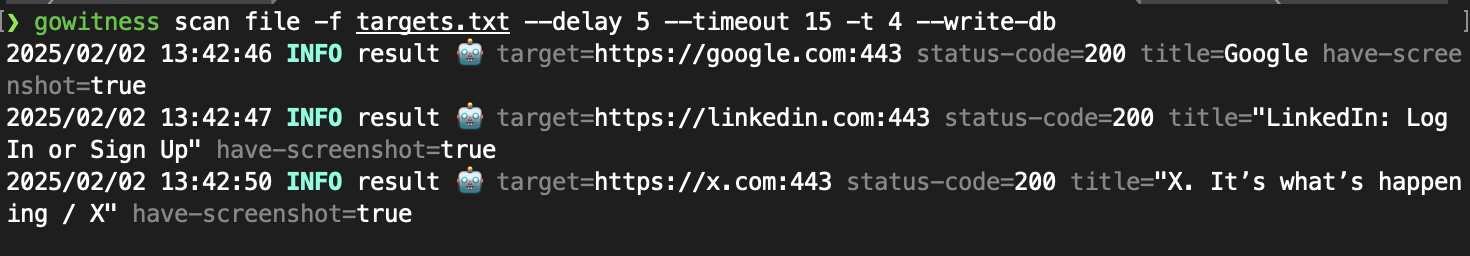 ❯ gowitness scan file -f targets.txt --delay 5 --timeout 15 -t 4 --write-db
2025/02/02 13:42:46 INFO result 🤖 target=https://google.com:443 status-code=200 title=Google have-scree
nshot=true
2025/02/02 13:42:47 INFO result 🤖 target=https://linkedin.com:443 status-code=200 title="LinkedIn: Log
In or Sign Up" have-screenshot=true
2025/02/02 13:42:50 INFO result 🤖 target=https://x.com:443 status-code=200 title="X. It’s what’s happen
ing / X" have-screenshot=true